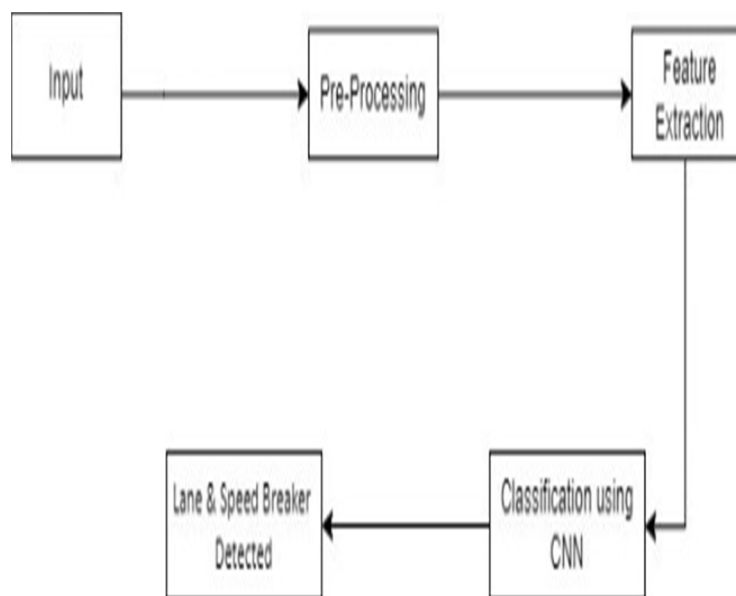 Input
Pre-Processing
Feature
Extraction
Classification using
CNN
Lane & Speed Breaker
Detected